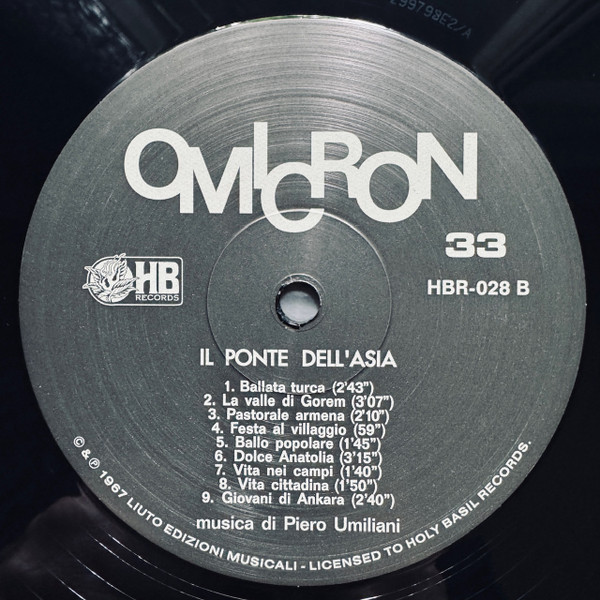 299798E2/A
OMICRON
33
HB
RECORDS
HBR-028 B
IL PONTE DELL'ASIA
1. Ballata turca (2'43")
2. La valle di Gorem (3'07")
3. Pastorale armena (2'10")
4. Festa al villaggio (59")
5. Ballo popolare (1'45")
6. Dolce Anatolia (3'15")
7. Vita nei campi (1'40")
8. Vita cittadina (1'50")
9. Giovani di Ankara (2'40")
musica di Piero Umiliani
© & ℗ 1967 LIUTO EDIZIONI MUSICALI - LICENSED TO HOLY BASIL RECORDS.